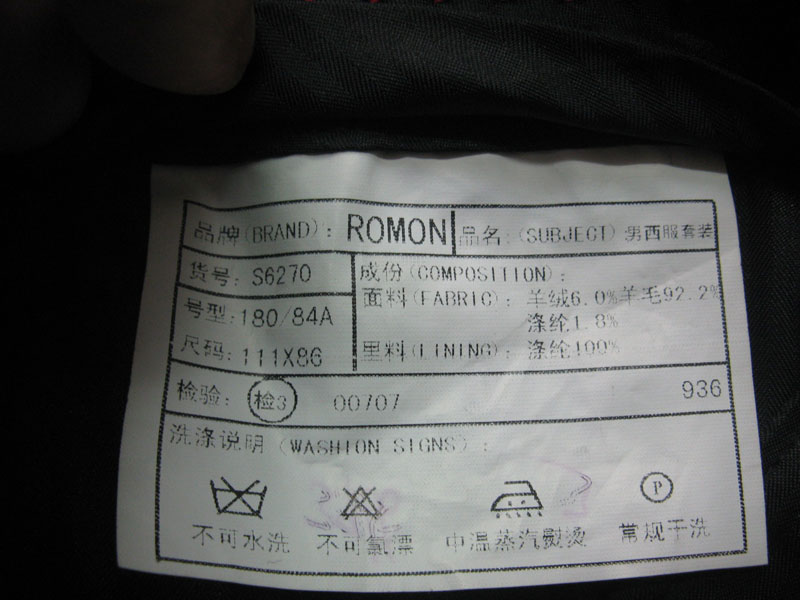 品牌(BRAND): ROMON 品名:(SUBJECT) 男西服套装
货号: S6270
成份(COMPOSITION):
面料(FABRIC): 羊绒6.0%羊毛92.2%
涤纶1.8%
号型:180/84A
尺码:111X86
里料(LINING): 涤纶100%
检验: 检3 00707 936
洗涤说明 (WASHION SIGNS):
P
不可水洗 不可氯漂 中温蒸汽熨烫 常规干洗